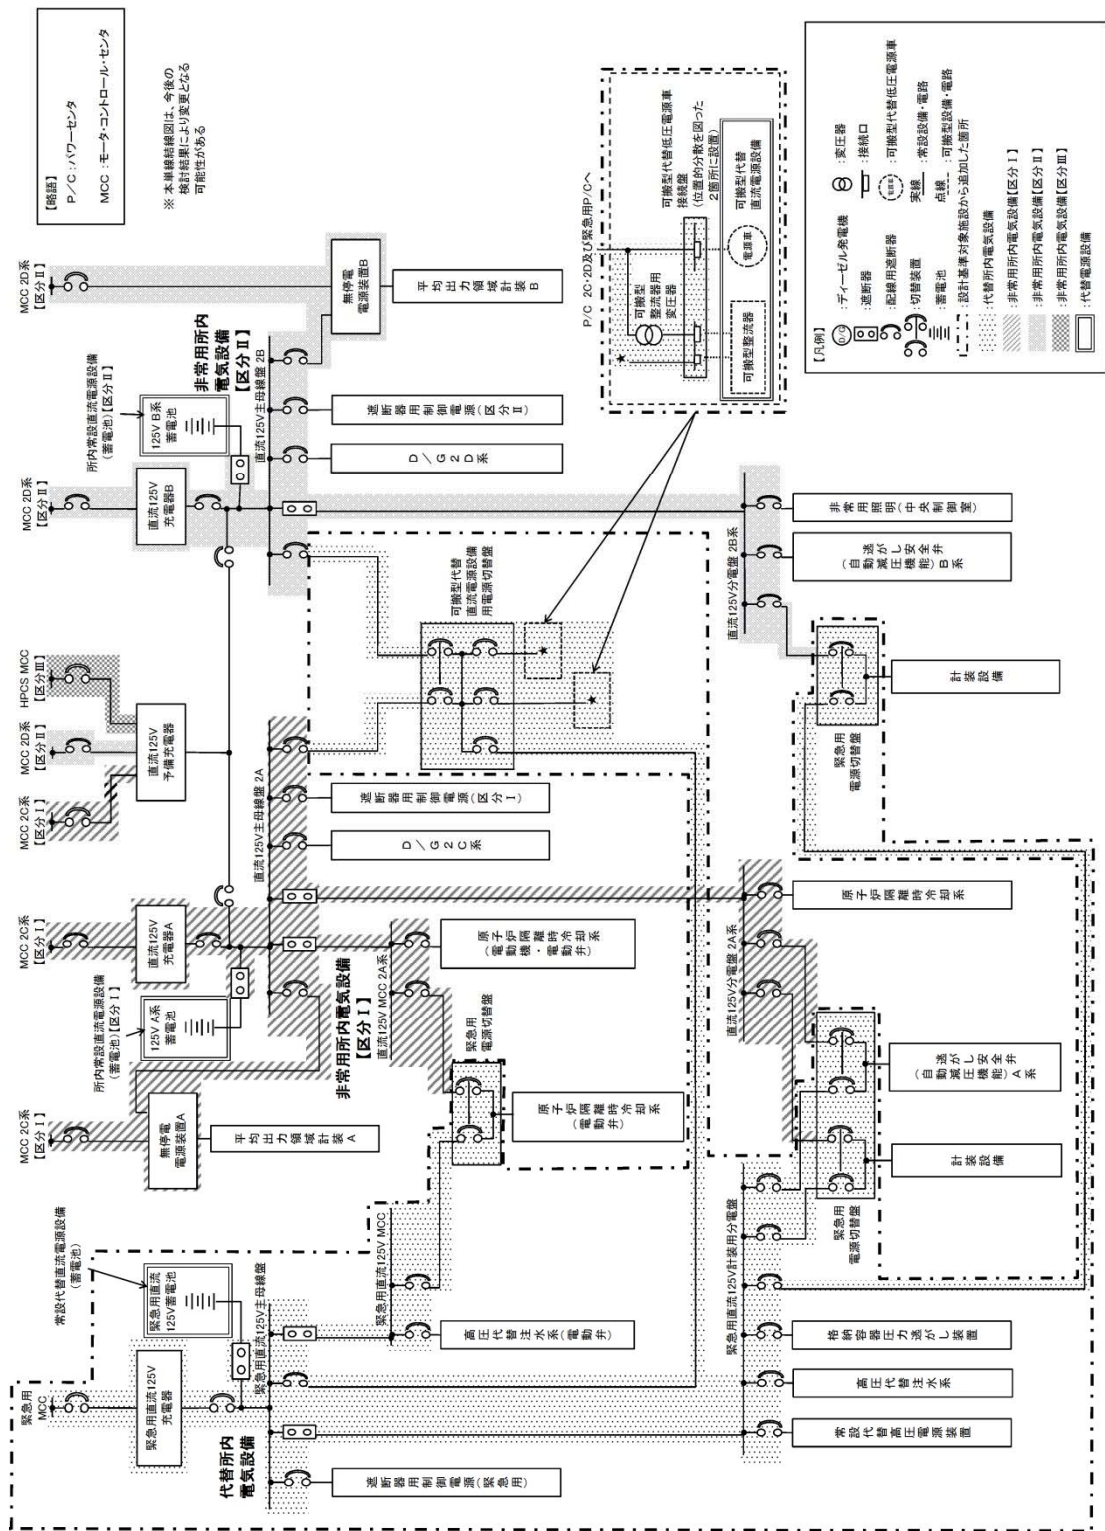 【略語】
P/C:パワーセンタ
MCC:モータ・コントロール・センタ
※ 本単線結線図は、今後の
検討結果により変更となる
可能性がある
緊急用
MCC
緊急用直流125V
充電器
常設代替直流電源設備
(蓄電池)
緊急用直流
125V蓄電池
緊急用直流125V主母線盤
代替所内
電気設備
遮断器用制御電源(緊急用)
緊急用直流125V MCC
高圧代替注水系(電動弁)
緊急用直流125V計装用分電盤
常設代替高圧電源装置
高圧代替注水系
格納容器圧力逃がし装置
MCC 2C系
【区分Ⅰ】
無停電
電源装置A
平均出力領域計装 A
所内常設直流電源設備
(蓄電池)【区分Ⅰ】
125V A系
蓄電池
MCC 2C系
【区分Ⅰ】
直流125V
充電器A
非常用所内電気設備
【区分Ⅰ】
直流125V主母線盤 2A
D/G2C系
遮断器用制御電源(区分Ⅰ)
直流125V MCC 2A系
原子炉隔離時冷却系
(電動機・電動弁)
緊急用
電源切替盤
原子炉隔離時冷却系
(電動弁)
直流125V分電盤 2A系
原子炉隔離時冷却系
緊急用
電源切替盤
逃がし安全弁
(自動減圧機能)A系
計装設備
MCC 2C系
【区分Ⅰ】
MCC 2D系
【区分Ⅱ】
HPCS MCC
【区分Ⅲ】
直流125V
予備充電器
可搬型代替
直流電源設備
用電源切替盤
★
★
MCC 2D系
【区分Ⅱ】
直流125V
充電器B
所内常設直流電源設備
(蓄電池)【区分Ⅱ】
125V B系
蓄電池
非常用所内
電気設備
【区分Ⅱ】
直流125V主母線盤 2B
D/G2D系
遮断器用制御電源(区分Ⅱ)
MCC 2D系
【区分Ⅱ】
無停電
電源装置B
平均出力領域計装 B
直流125V分電盤 2B系
非常用照明(中央制御室)
逃がし安全弁
(自動減圧機能)B系
緊急用
電源切替盤
計装設備
P/C 2C・2D及び緊急用P/Cへ
★
可搬型
整流器用
変圧器
可搬型代替低圧電源車
接続盤
(位置的分散を図った
2箇所に設置)
可搬型整流器
電源車
可搬型代替
直流電源設備
【凡例】
D/G :ディーゼル発電機
:遮断器
:配線用遮断器
:切替装置
:蓄電池
:設計基準対象施設から追加した箇所
:代替所内電気設備
:非常用所内電気設備【区分Ⅰ】
:非常用所内電気設備【区分Ⅱ】
:非常用所内電気設備【区分Ⅲ】
:代替電源設備
:変圧器
:接続口
電源車 :可搬型代替低圧電源車
実線 :常設設備・電路
点線 :可搬型設備・電路